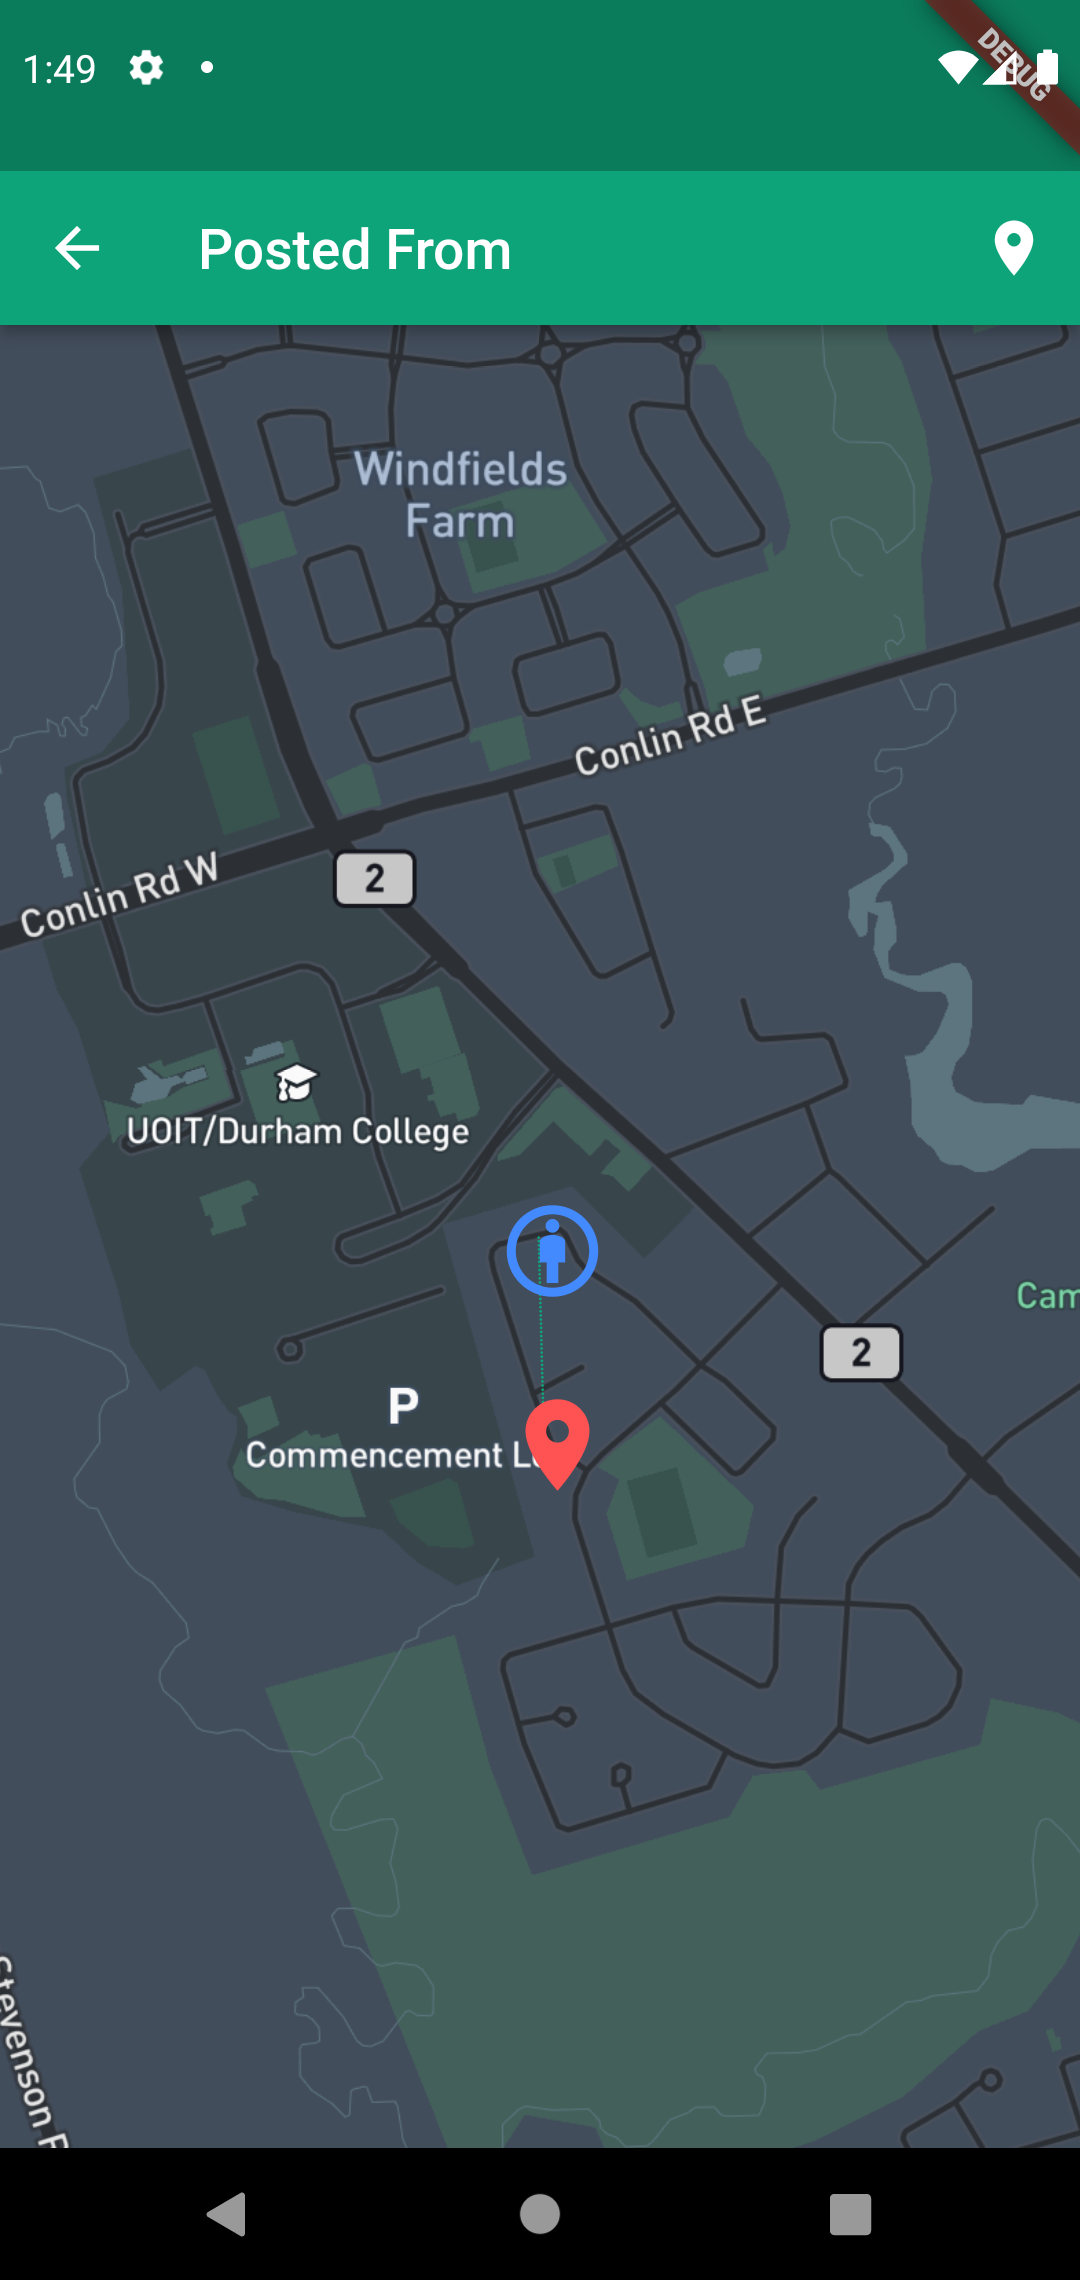 1:49
DEBUG
Posted From
Windfields
Farm
Conlin Rd E
2
Conlin Rd W
UOIT/Durham College
Cam
2
P
Commencement L
Stevenson R